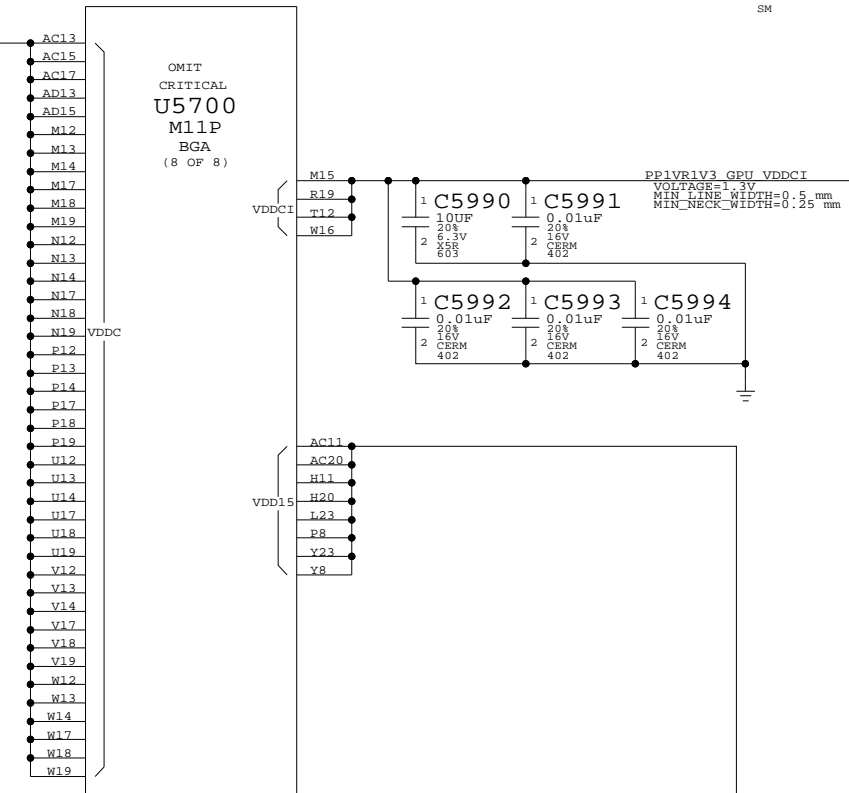 SM
AC13
AC15
AC17
AD13
AD15
M12
M13
M14
M17
M18
M19
N12
N13
N14
N17
N18
N19
P12
P13
P14
P17
P18
P19
U12
U13
U14
U17
U18
U19
V12
V13
V14
V17
V18
V19
W12
W13
W14
W17
W18
W19
VDDC
OMIT
CRITICAL
U5700
M11P
BGA
(8 OF 8)
VDDCI
M15
R19
T12
W16
PP1VR1V3 GPU VDDCI
VOLTAGE=1.3V
MIN_LINE_WIDTH=0.5 mm
MIN_NECK_WIDTH=0.25 mm
1
C5990
10UF
20%
6.3V
2
X5R
603
1
C5991
0.01uF
20%
16V
2
CERM
402
1
C5992
0.01uF
20%
16V
2
CERM
402
1
C5993
0.01uF
20%
16V
2
CERM
402
1
C5994
0.01uF
20%
16V
2
CERM
402
VDD15
AC11
AC20
H11
H20
L23
P8
Y23
Y8